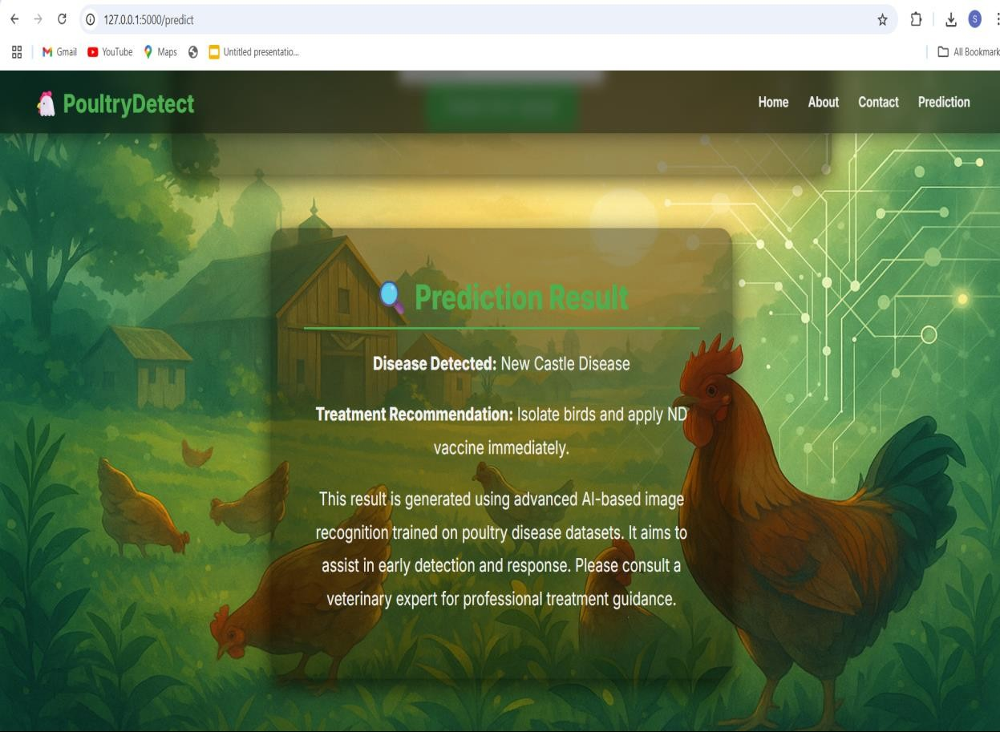 127.0.0.1:5000/predict
S
Gmail YouTube Maps Untitled presentatio... All Bookmark
PoultryDetect Home About Contact Prediction
Prediction Result
Disease Detected: New Castle Disease
Treatment Recommendation: Isolate birds and apply ND
vaccine immediately.
This result is generated using advanced AI-based image
recognition trained on poultry disease datasets. It aims to
assist in early detection and response. Please consult a
veterinary expert for professional treatment guidance.